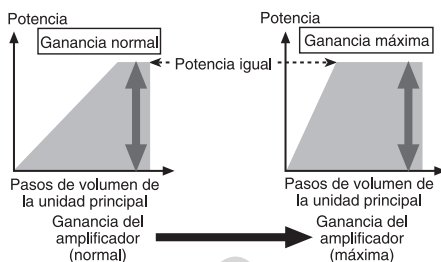 Potencia
Ganancia normal
Potencia igual
Pasos de volumen de
la unidad principal
Ganancia del
amplificador
(normal)
Potencia
Ganancia máxima
Pasos de volumen de
la unidad principal
Ganancia del
amplificador
(máxima)